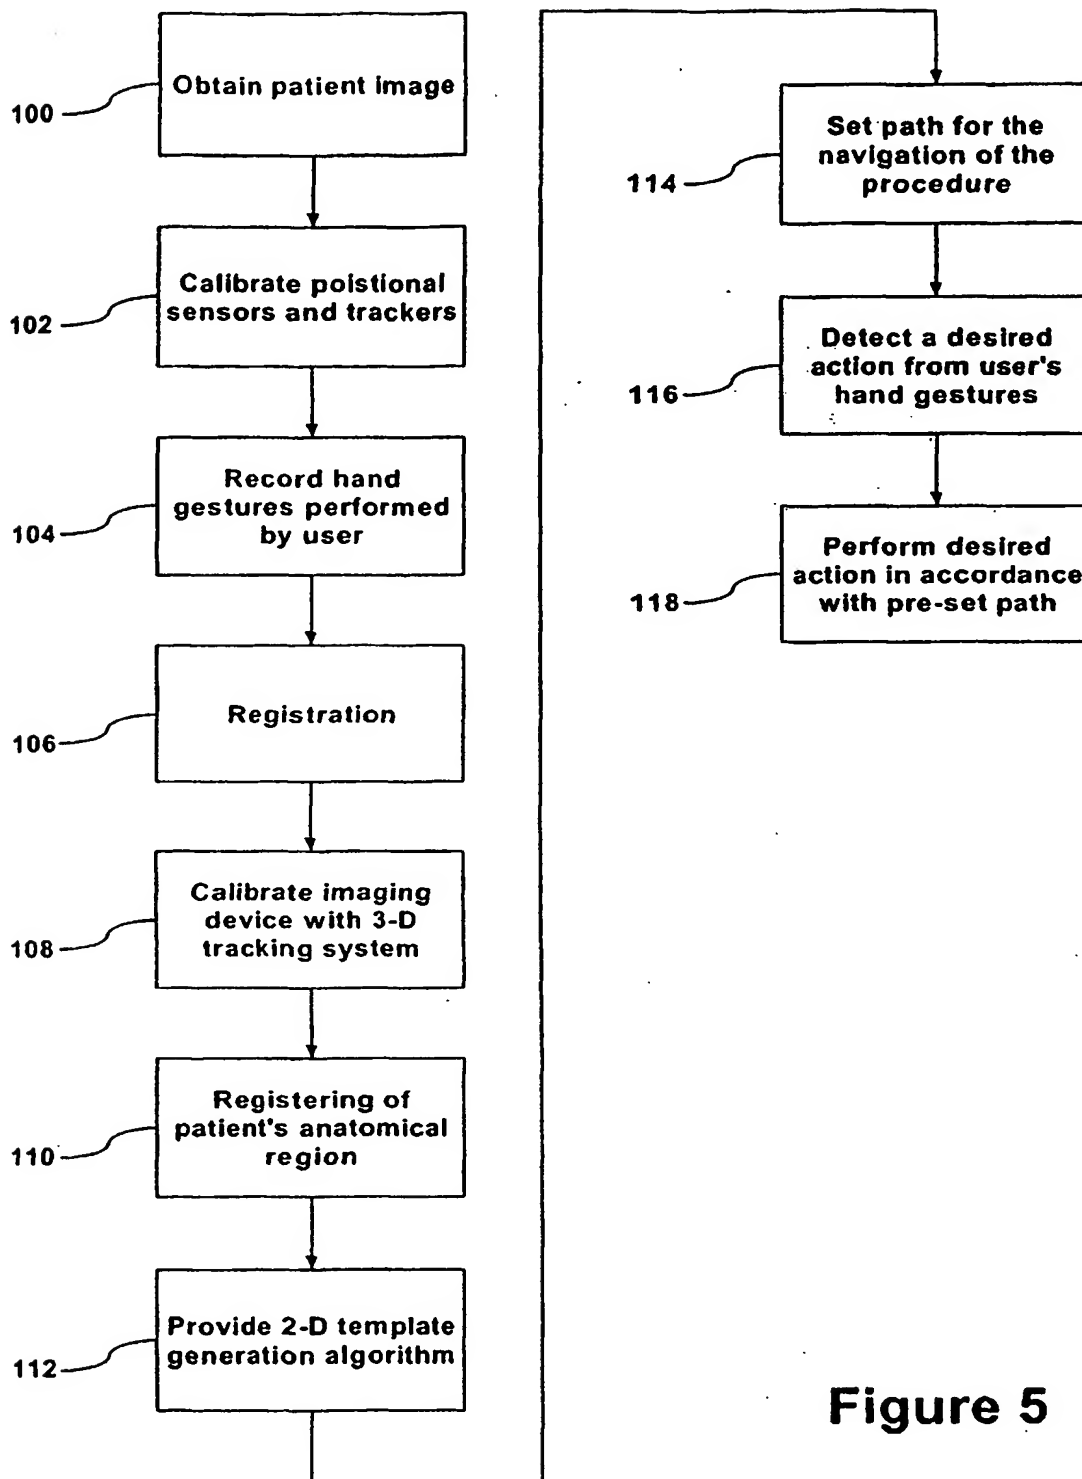 100
Obtain patient image
102
Calibrate poistional
sensors and trackers
104
Record hand
gestures performed
by user
106
Registration
108
Calibrate imaging
device with 3-D
tracking system
110
Registering of
patient's anatomical
region
112
Provide 2-D template
generation algorithm
114
Set path for the
navigation of the
procedure
116
Detect a desired
action from user's
hand gestures
118
Perform desired
action in accordance
with pre-set path
Figure 5